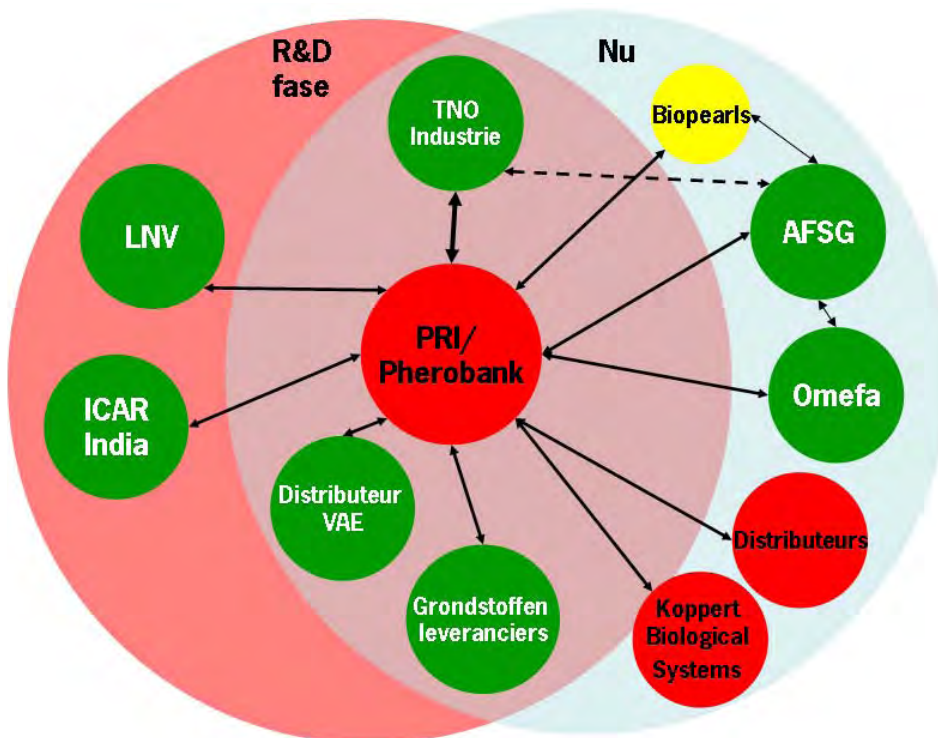 R&D
fase
Nu
TNO
Industrie
Biopearls
LNV
AFSG
PRI/
Pherobank
ICAR
India
Omefa
Distributeur
VAE
Distributeurs
Grondstoffen
leveranciers
Koppert
Biological
Systems